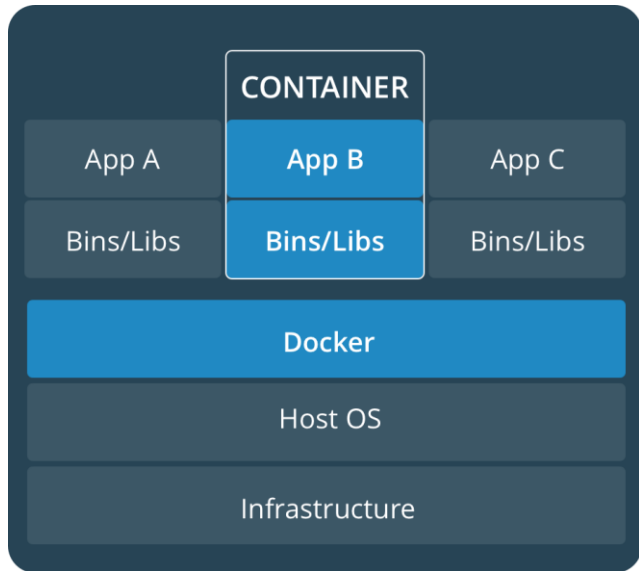 CONTAINER
App A
App B
App C
Bins/Libs
Bins/Libs
Bins/Libs
Docker
Host OS
Infrastructure